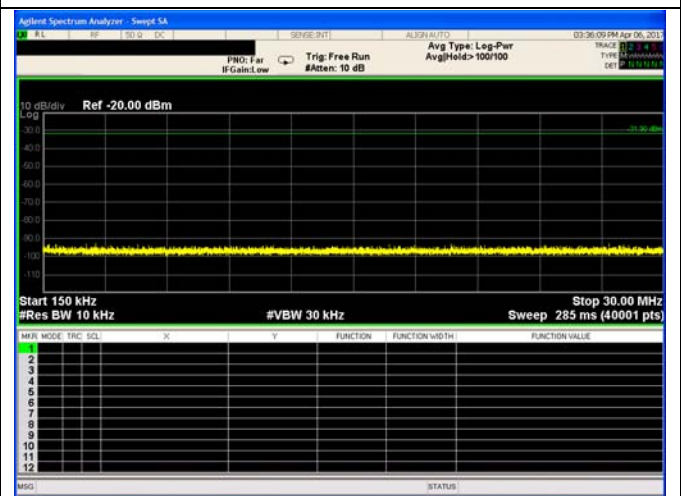 Agilent Spectrum Analyzer - Swept SA
RL RF 50 Ω DC SENSE:INT ALIGN AUTO 03:36:09 PM Apr 06, 2017
PNO: Far
IFGain:Low
Trig: Free Run
#Atten: 10 dB
Avg Type: Log-Pwr
Avg|Hold:> 100/100
TRACE 1 2 3 4 5
TYPE M
DET P N N N N N
10 dB/div Ref -20.00 dBm
Log
-31.90 dBm
-30.0
-40.0
-50.0
-60.0
-70.0
-80.0
-90.0
-100
-110
Start 150 kHz Stop 30.00 MHz
#Res BW 10 kHz #VBW 30 kHz Sweep 285 ms (40001 pts)
MKR MODE TRC SCL X Y FUNCTION FUNCTION WIDTH FUNCTION VALUE
1
2
3
4
5
6
7
8
9
10
11
12
MSG STATUS